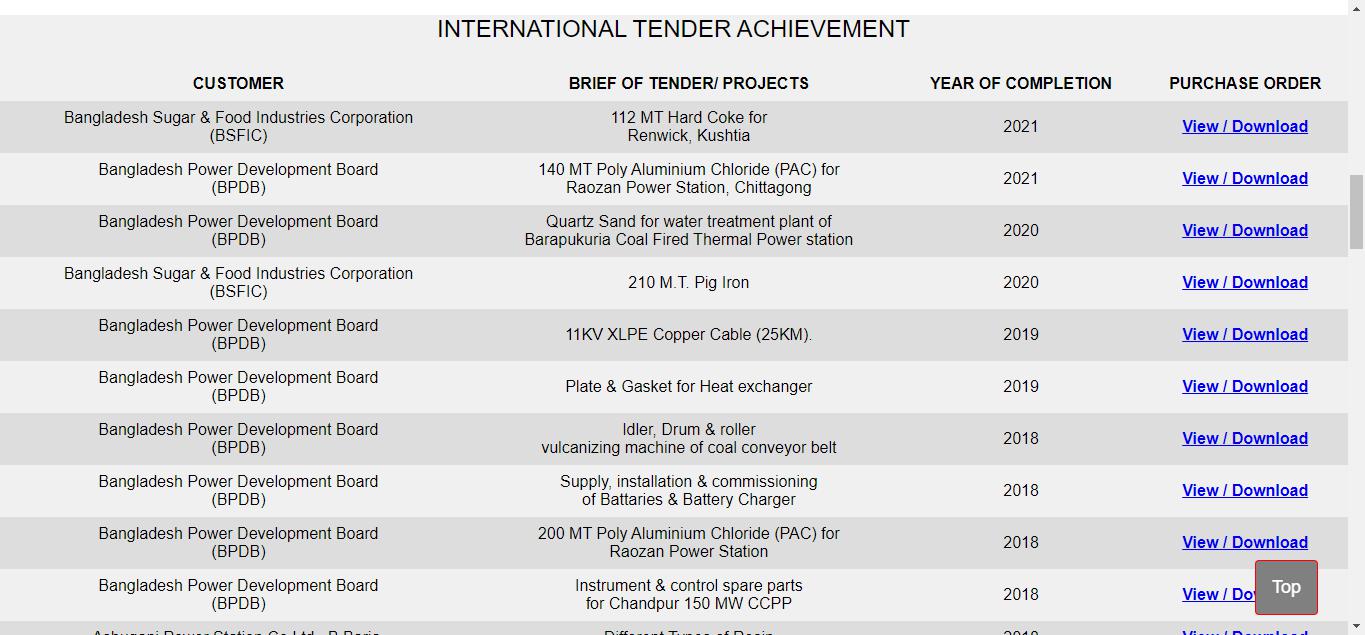 INTERNATIONAL TENDER ACHIEVEMENT
CUSTOMER BRIEF OF TENDER/ PROJECTS YEAR OF COMPLETION PURCHASE ORDER
Bangladesh Sugar & Food Industries Corporation
(BSFIC)
112 MT Hard Coke for
Renwick, Kushtia
2021
View / Download
Bangladesh Power Development Board
(BPDB)
140 MT Poly Aluminium Chloride (PAC) for
Raozan Power Station, Chittagong
2021
View / Download
Bangladesh Power Development Board
(BPDB)
Quartz Sand for water treatment plant of
Barapukuria Coal Fired Thermal Power station
2020
View / Download
Bangladesh Sugar & Food Industries Corporation
(BSFIC)
210 M.T. Pig Iron
2020
View / Download
Bangladesh Power Development Board
(BPDB)
11KV XLPE Copper Cable (25KM).
2019
View / Download
Bangladesh Power Development Board
(BPDB)
Plate & Gasket for Heat exchanger
2019
View / Download
Bangladesh Power Development Board
(BPDB)
Idler, Drum & roller
vulcanizing machine of coal conveyor belt
2018
View / Download
Bangladesh Power Development Board
(BPDB)
Supply, installation & commissioning
of Battaries & Battery Charger
2018
View / Download
Bangladesh Power Development Board
(BPDB)
200 MT Poly Aluminium Chloride (PAC) for
Raozan Power Station
2018
View / Download
Bangladesh Power Development Board
(BPDB)
Instrument & control spare parts
for Chandpur 150 MW CCPP
2018
View / Do
Top